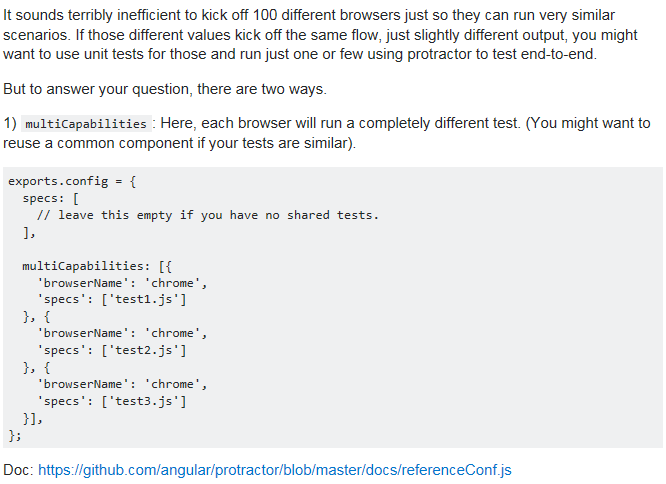 It sounds terribly inefficient to kick off 100 different browsers just so they can run very similar
scenarios. If those different values kick off the same flow, just slightly different output, you might
want to use unit tests for those and run just one or few using protractor to test end-to-end.
But to answer your question, there are two ways.
1) multiCapabilities : Here, each browser will run a completely different test. (You might want to
reuse a common component if your tests are similar).
exports.config = {
  specs: [
    // leave this empty if you have no shared tests.
  ],
  multiCapabilities: [{
    'browserName': 'chrome',
    'specs': ['test1.js']
  }, {
    'browserName': 'chrome',
    'specs': ['test2.js']
  }, {
    'browserName': 'chrome',
    'specs': ['test3.js']
  }],
};
Doc: https://github.com/angular/protractor/blob/master/docs/referenceConf.js